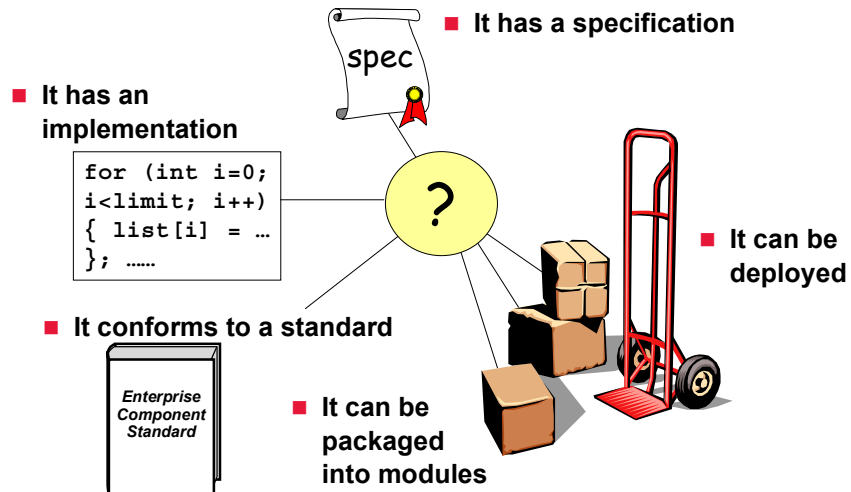 It has a specification
spec
It has an
implementation
for (int i=0;
i<limit; i++)
{ list[i] = …
}; ……
?
It can be
deployed
It conforms to a standard
Enterprise
Component
Standard
It can be
packaged
into modules